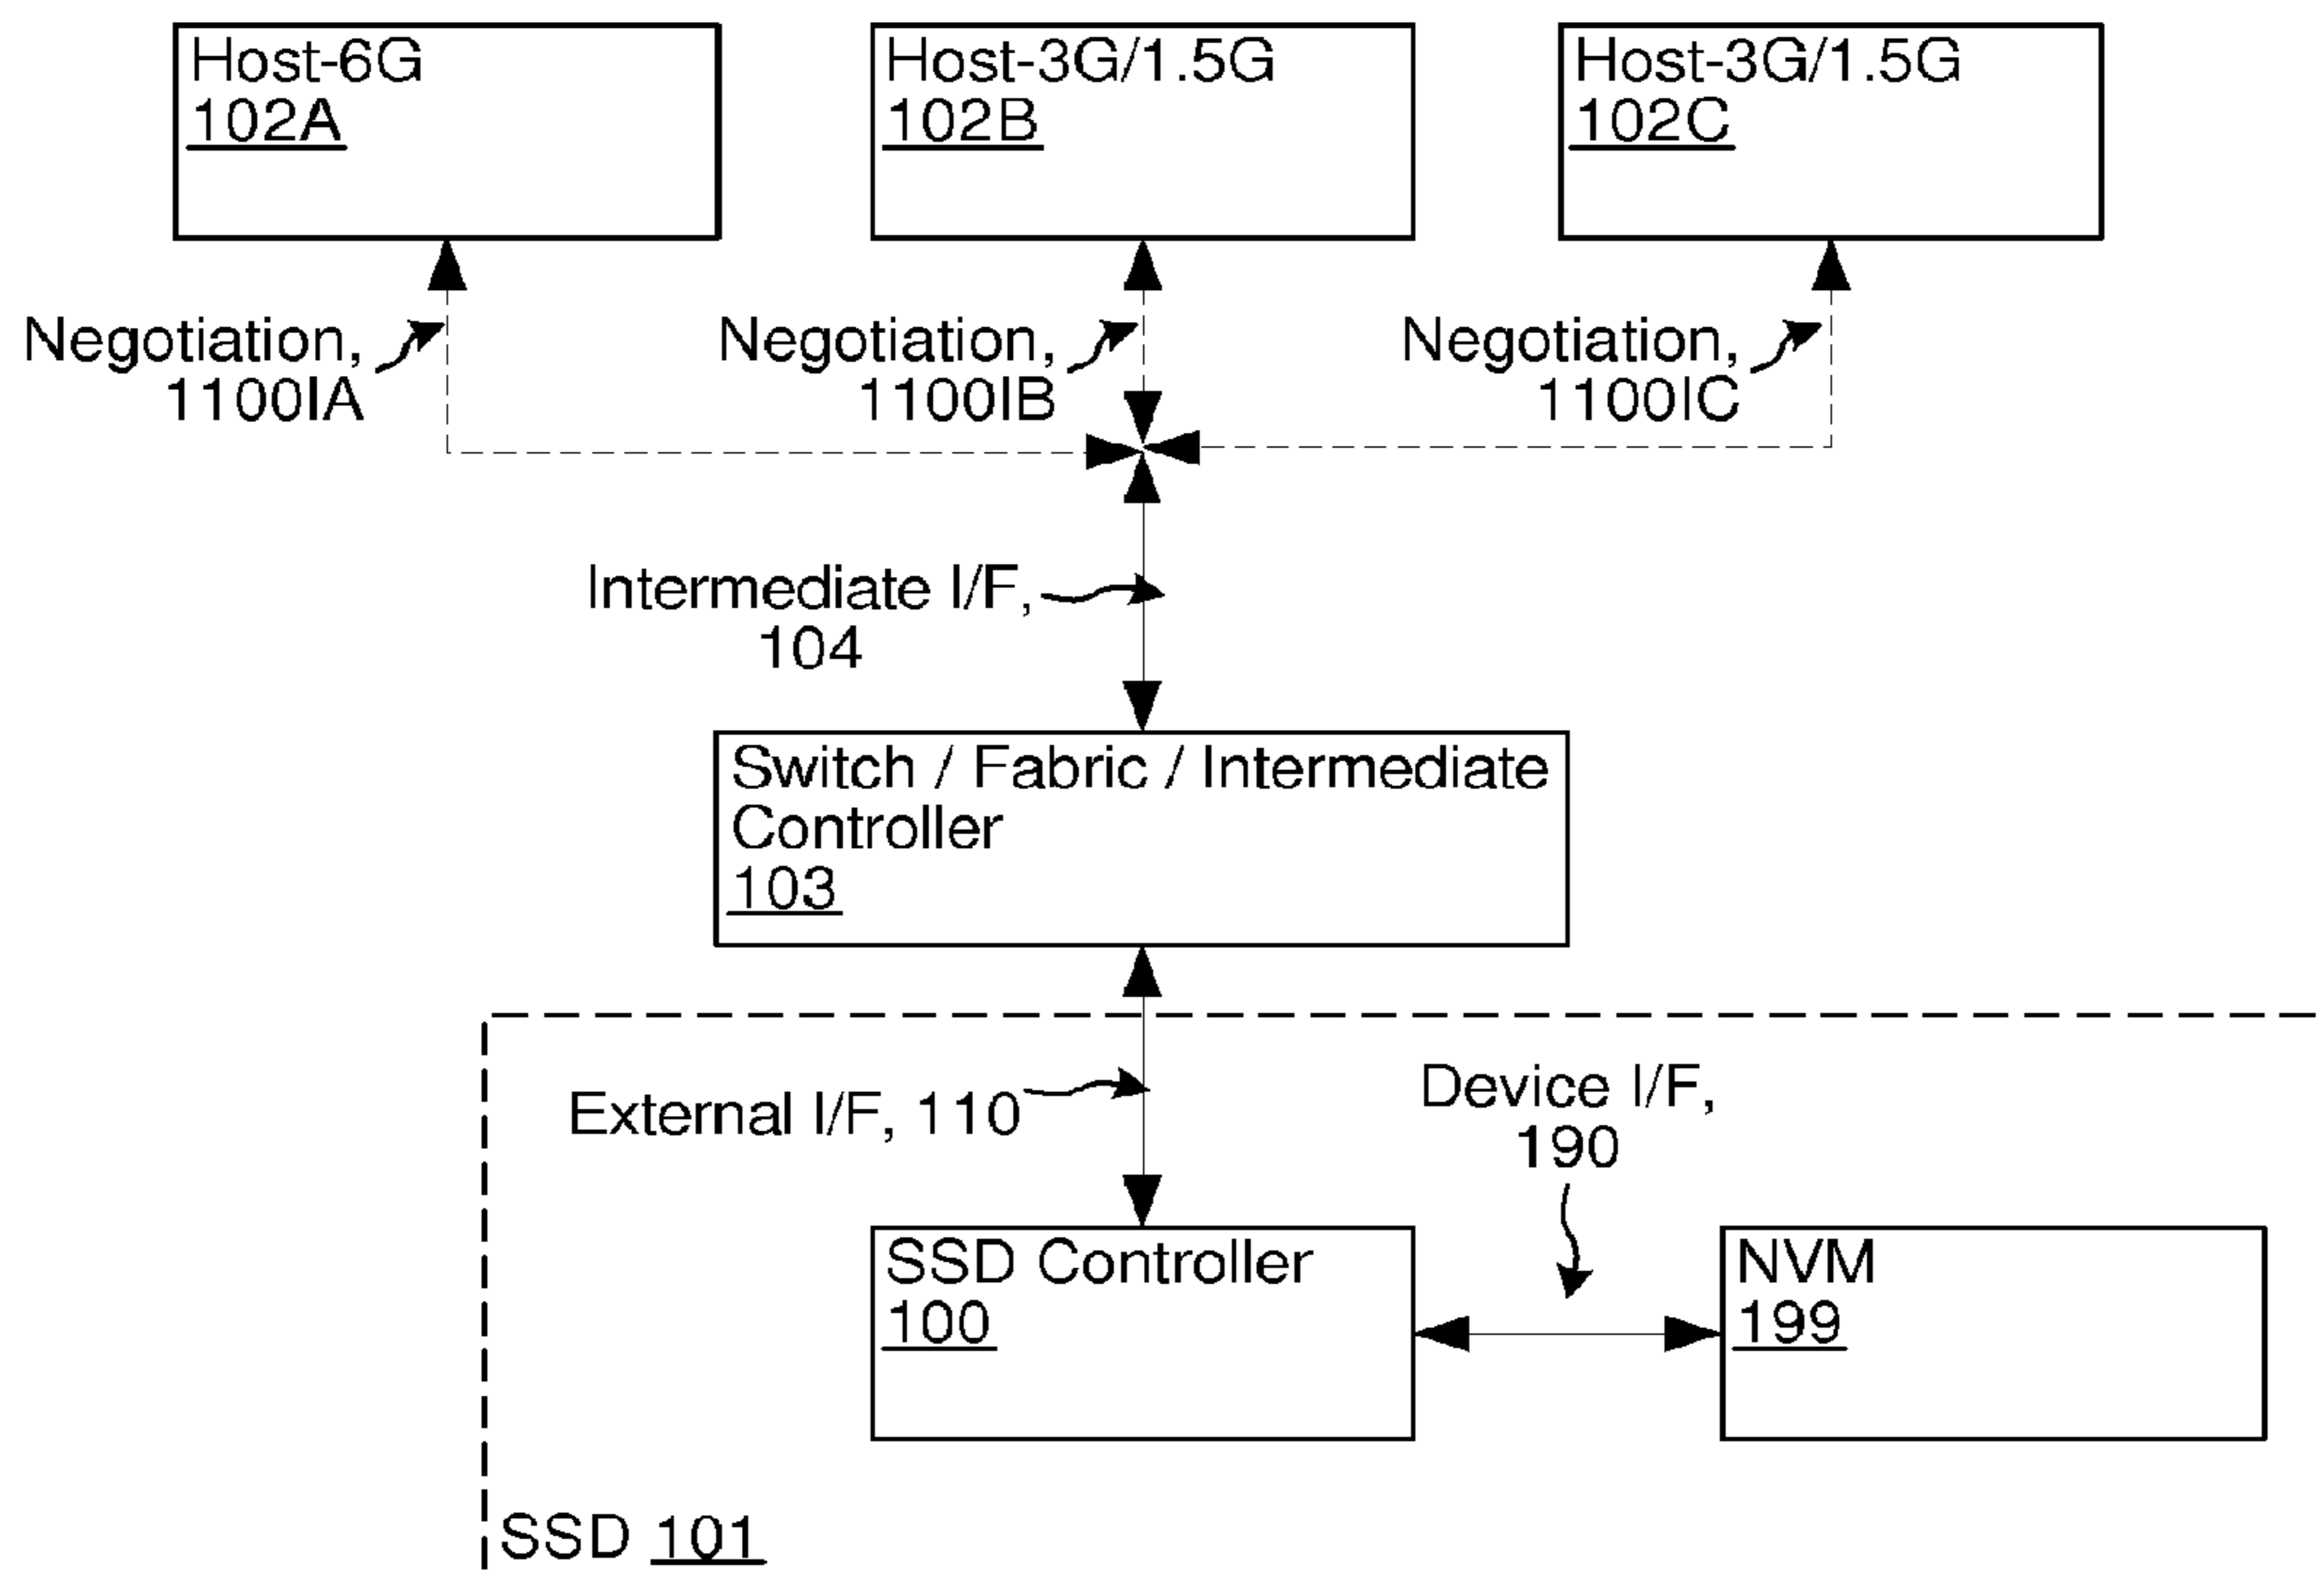 Host-6G
102A
Host-3G/1.5G
102B
Host-3G/1.5G
102C
Negotiation,
1100IA
Negotiation,
1100IB
Negotiation,
1100IC
Intermediate I/F,
104
Switch / Fabric / Intermediate
Controller
103
External I/F, 110
Device I/F,
190
SSD Controller
100
NVM
199
SSD 101